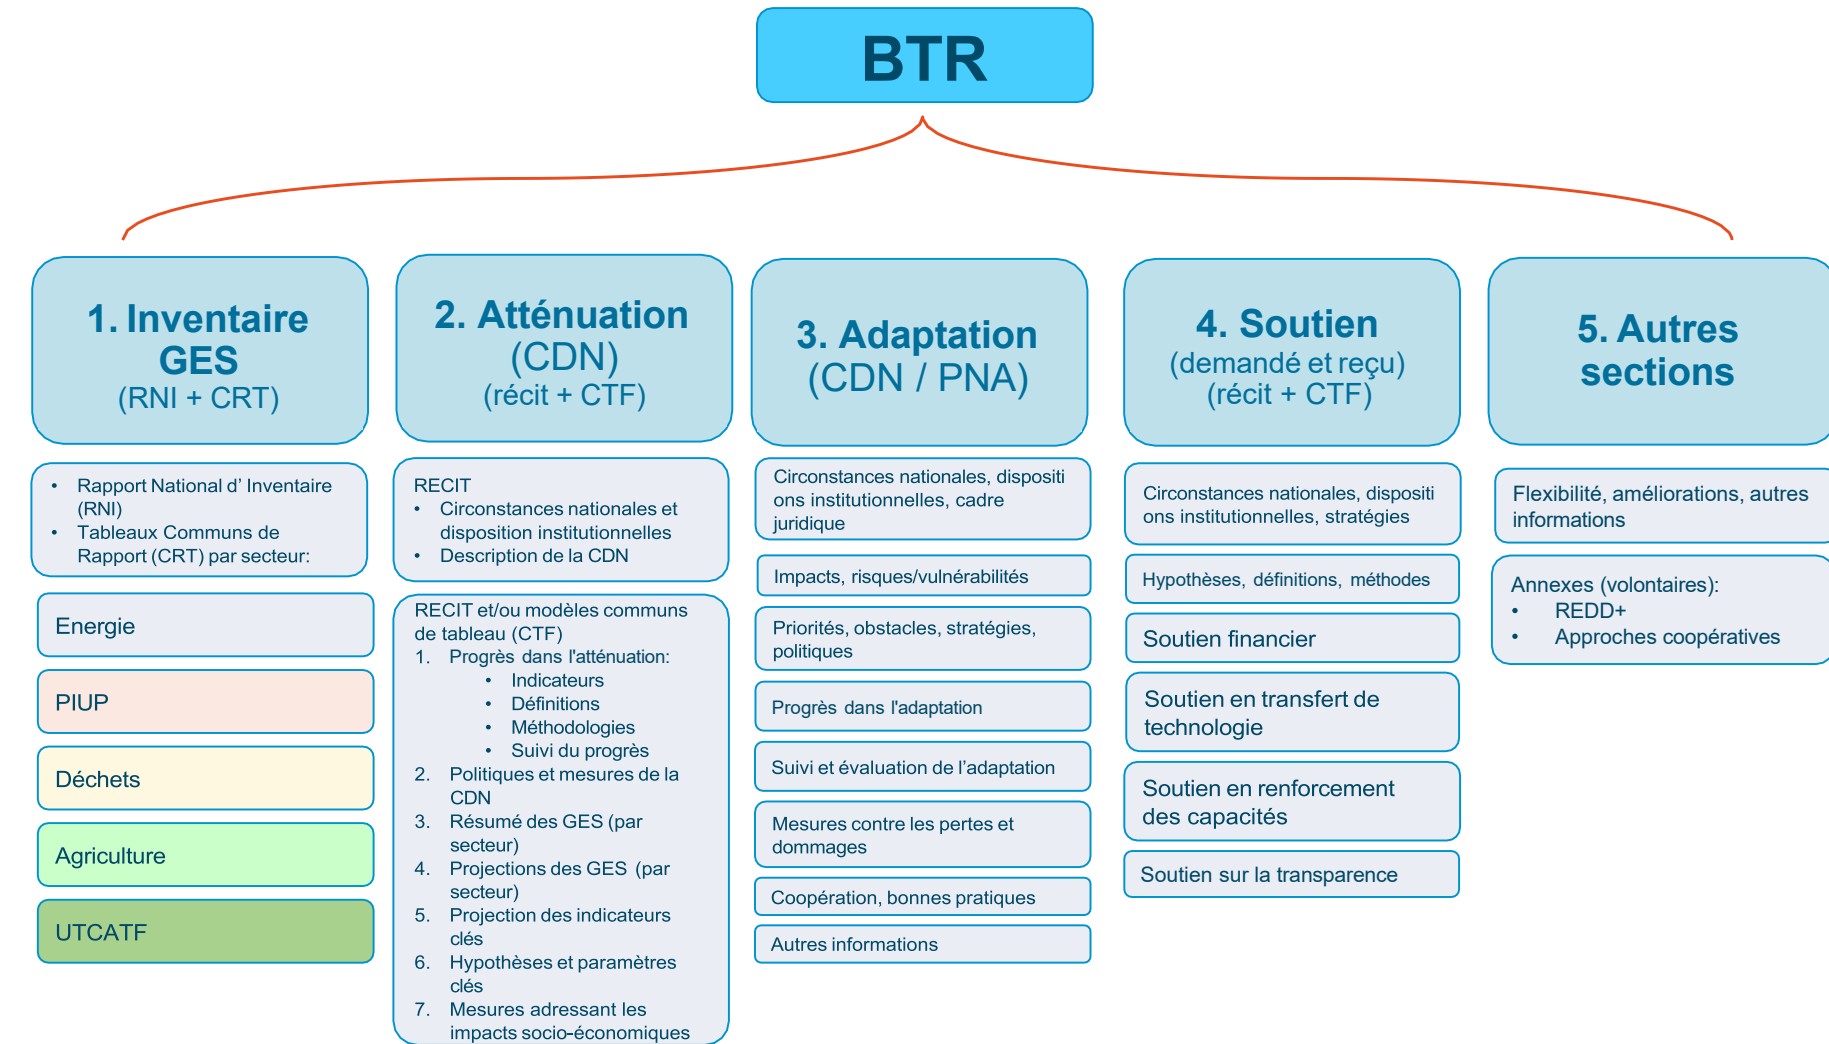 BTR
1. Inventaire
GES
(RNI + CRT)
• Rapport National d’ Inventaire
(RNI)
• Tableaux Communs de
Rapport (CRT) par secteur:
Energie
PIUP
Déchets
Agriculture
UTCATF
2. Atténuation
(CDN)
(récit + CTF)
RECIT
• Circonstances nationales et
disposition institutionnelles
• Description de la CDN
RECIT et/ou modèles communs
de tableau (CTF)
1. Progrès dans l'atténuation:
• Indicateurs
• Définitions
• Méthodologies
• Suivi du progrès
2. Politiques et mesures de la
CDN
3. Résumé des GES (par
secteur)
4. Projections des GES (par
secteur)
5. Projection des indicateurs
clés
6. Hypothèses et paramètres
clés
7. Mesures adressant les
impacts socio-économiques
3. Adaptation
(CDN / PNA)
Circonstances nationales, dispositi
ons institutionnelles, cadre
juridique
Impacts, risques/vulnérabilités
Priorités, obstacles, stratégies,
politiques
Progrès dans l'adaptation
Suivi et évaluation de l’adaptation
Mesures contre les pertes et
dommages
Coopération, bonnes pratiques
Autres informations
4. Soutien
(demandé et reçu)
(récit + CTF)
Circonstances nationales, dispositi
ons institutionnelles, stratégies
Hypothèses, définitions, méthodes
Soutien financier
Soutien en transfert de
technologie
Soutien en renforcement
des capacités
Soutien sur la transparence
5. Autres
sections
Flexibilité, améliorations, autres
informations
Annexes (volontaires):
• REDD+
• Approches coopératives